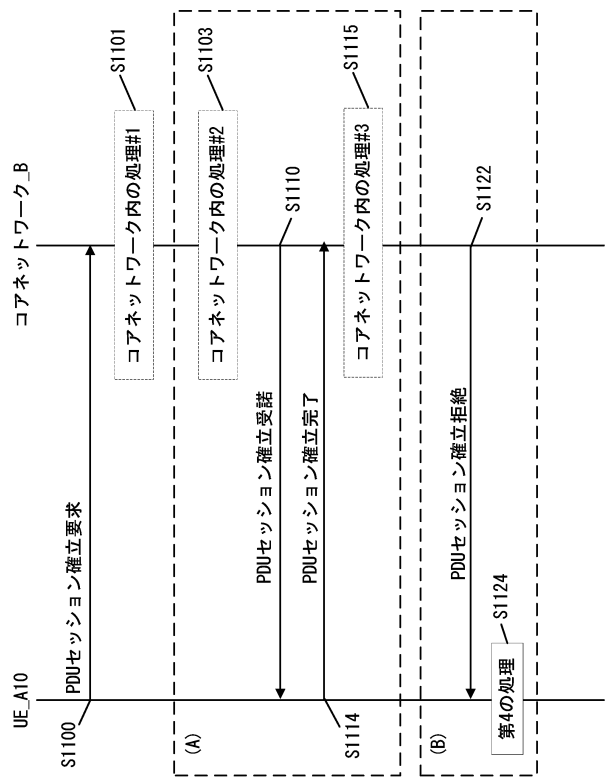 UE_A10
コアネットワーク_B
S1100
PDUセッション確立要求
コアネットワーク内の処理#1
S1101
(A)
コアネットワーク内の処理#2
S1103
PDUセッション確立受諾
S1110
S1114
PDUセッション確立完了
コアネットワーク内の処理#3
S1115
(B)
PDUセッション確立拒絶
S1122
第4の処理
S1124